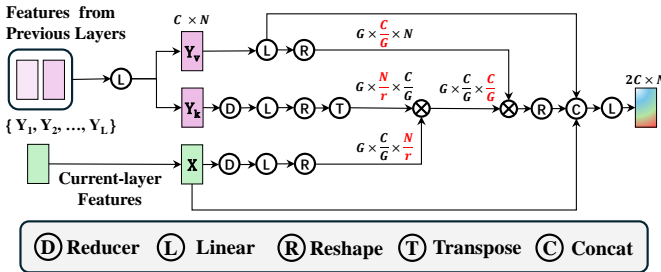 Features from
Previous Layers
C × N
Y_v
L
R
G × C/G × N
L
{ Y_1, Y_2, ..., Y_L }
Y_k
D
L
R
T
G × N/r × C/G
G × C/G × C/G
R
C
L
2C × N
X
D
L
R
G × C/G × N/r
Current-layer
Features
D Reducer
L Linear
R Reshape
T Transpose
C Concat